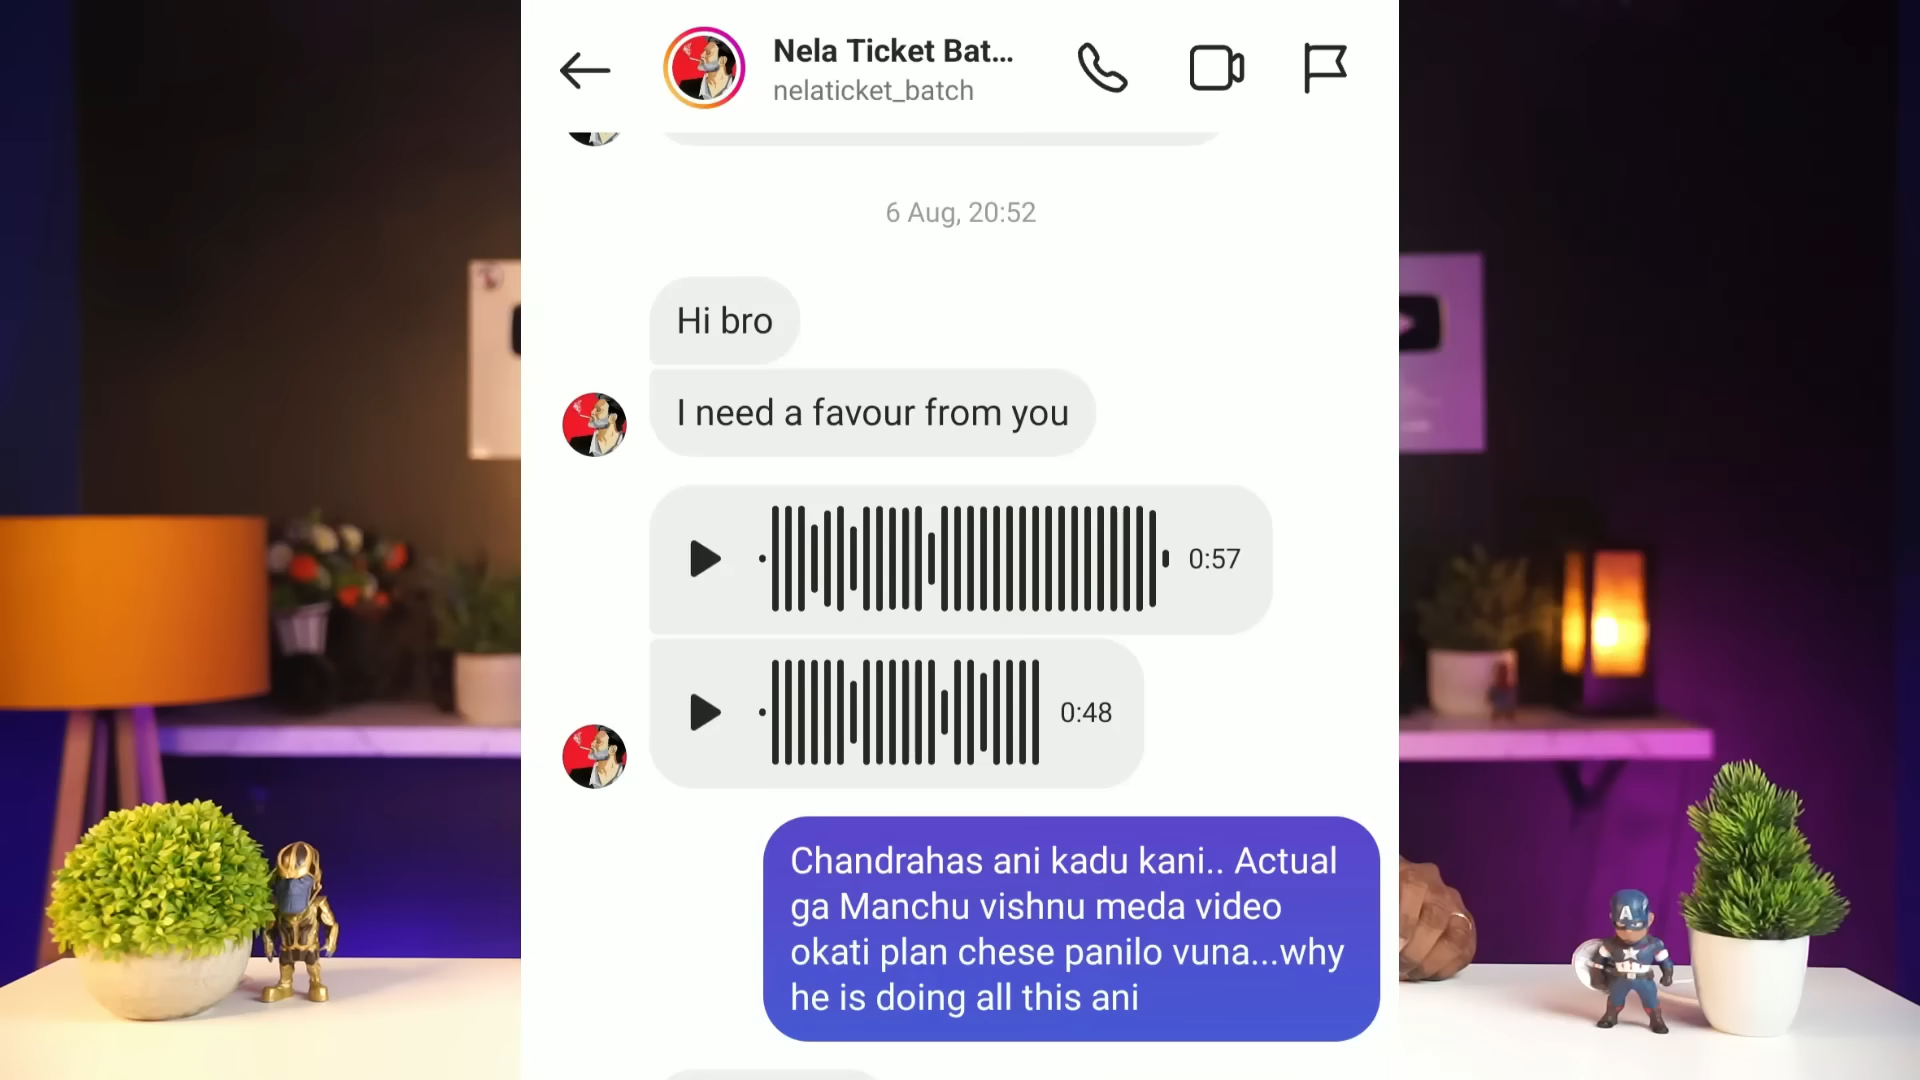 Nela Ticket Bat...
nelaticket_batch
6 Aug, 20:52
Hi bro
I need a favour from you
0:57
0:48
Chandrahas ani kadu kani.. Actual
ga Manchu vishnu meda video
okati plan chese panilo vuna...why
he is doing all this ani
A